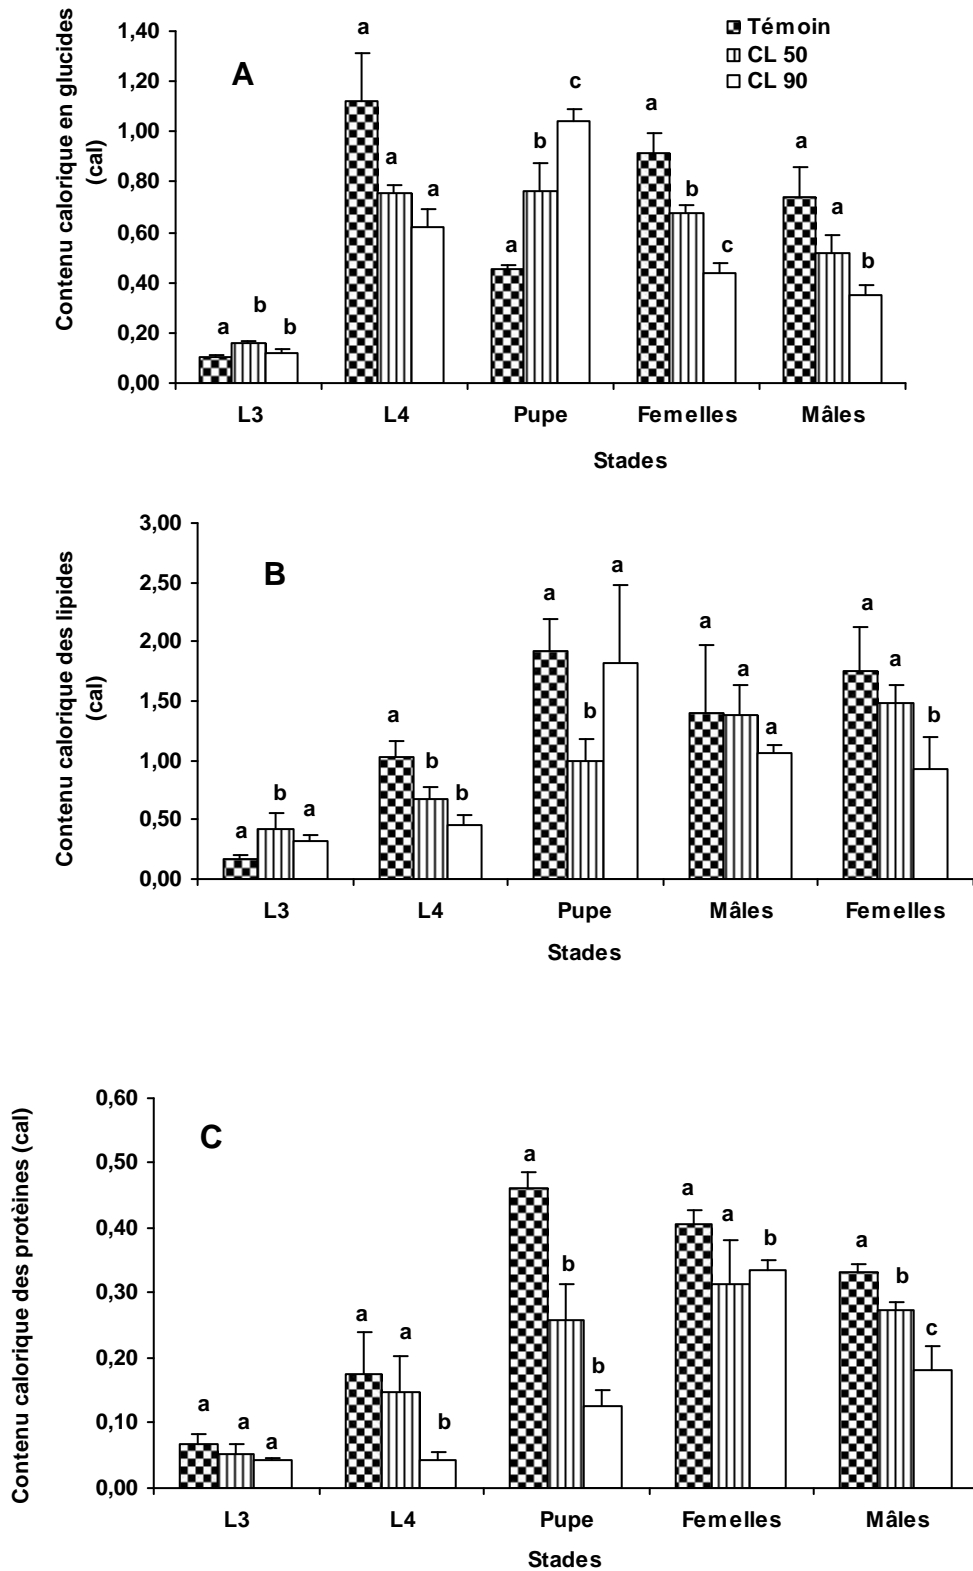 Témoin
CL 50
CL 90
A
Contenu calorique en glucides
(cal)
1,40
1,20
1,00
0,80
0,60
0,40
0,20
0,00
a b b
a a a
a b c
a b c
a a b
L3 L4 Pupe Femelles Mâles
Stades
B
Contenu calorique des lipides
(cal)
3,00
2,50
2,00
1,50
1,00
0,50
0,00
a b a
a b b
a b a
a a a
a a b
L3 L4 Pupe Mâles Femelles
Stades
C
Contenu calorique des protèines (cal)
0,60
0,50
0,40
0,30
0,20
0,10
0,00
a a a
a a b
a b b
a a b
a b c
L3 L4 Pupe Femelles Mâles
Stades